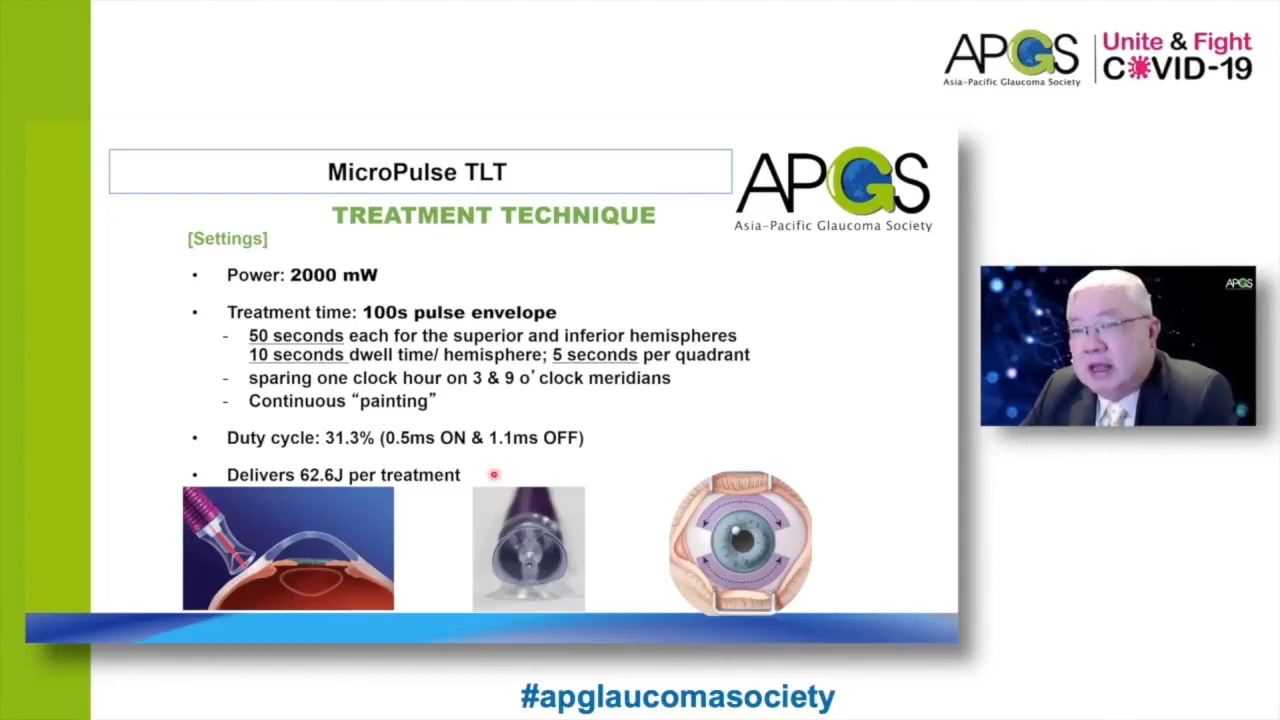 APGS
Asia-Pacific Glaucoma Society
Unite & Fight
COVID-19
MicroPulse TLT
APGS
Asia-Pacific Glaucoma Society
TREATMENT TECHNIQUE
[Settings]
• Power: 2000 mW
• Treatment time: 100s pulse envelope
- 50 seconds each for the superior and inferior hemispheres
10 seconds dwell time/ hemisphere; 5 seconds per quadrant
- sparing one clock hour on 3 & 9 o’clock meridians
- Continuous “painting”
• Duty cycle: 31.3% (0.5ms ON & 1.1ms OFF)
• Delivers 62.6J per treatment
APGS
#apglaucomasociety